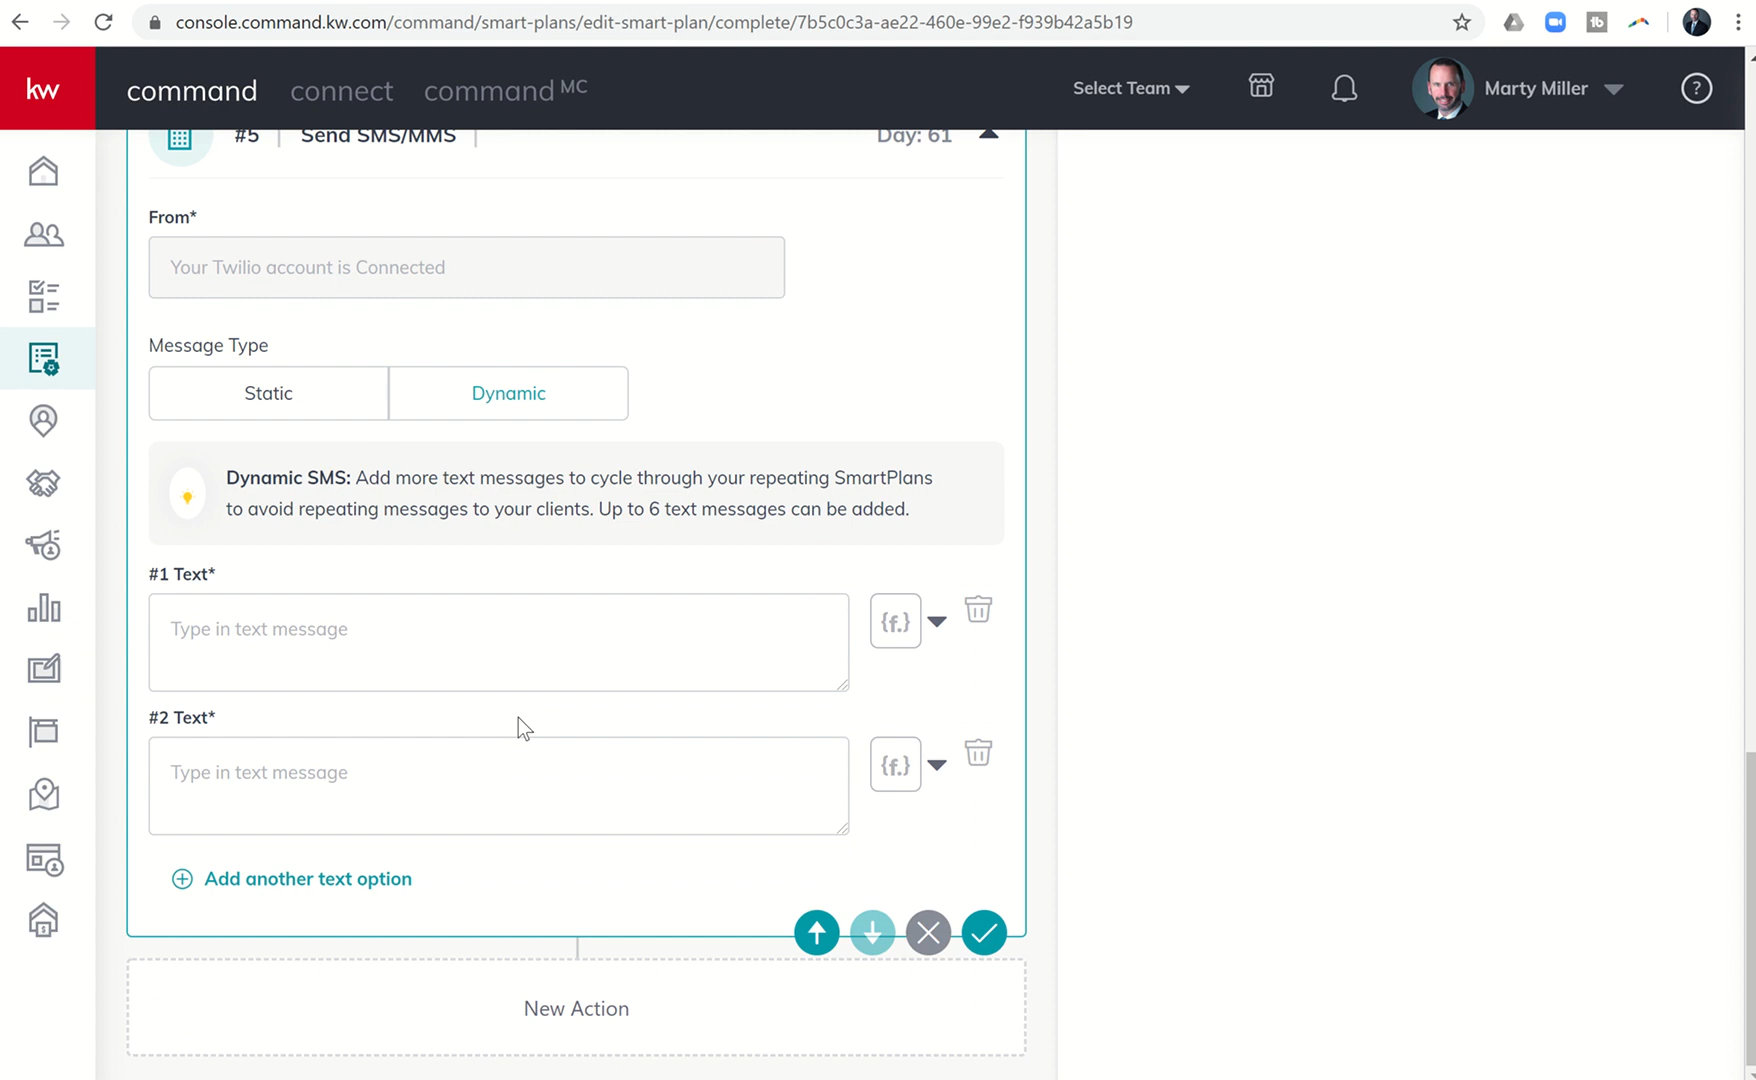 console.command.kw.com/command/smart-plans/edit-smart-plan/complete/7b5c0c3a-ae22-460e-99e2-f939b42a5b19
kw command connect command MC Select Team Marty Miller ?
#5 Send SMS/MMS Day: 61
From*
Your Twilio account is Connected
Message Type
Static Dynamic
Dynamic SMS: Add more text messages to cycle through your repeating SmartPlans
to avoid repeating messages to your clients. Up to 6 text messages can be added.
#1 Text*
Type in text message {f.}
#2 Text*
Type in text message {f.}
Add another text option
New Action